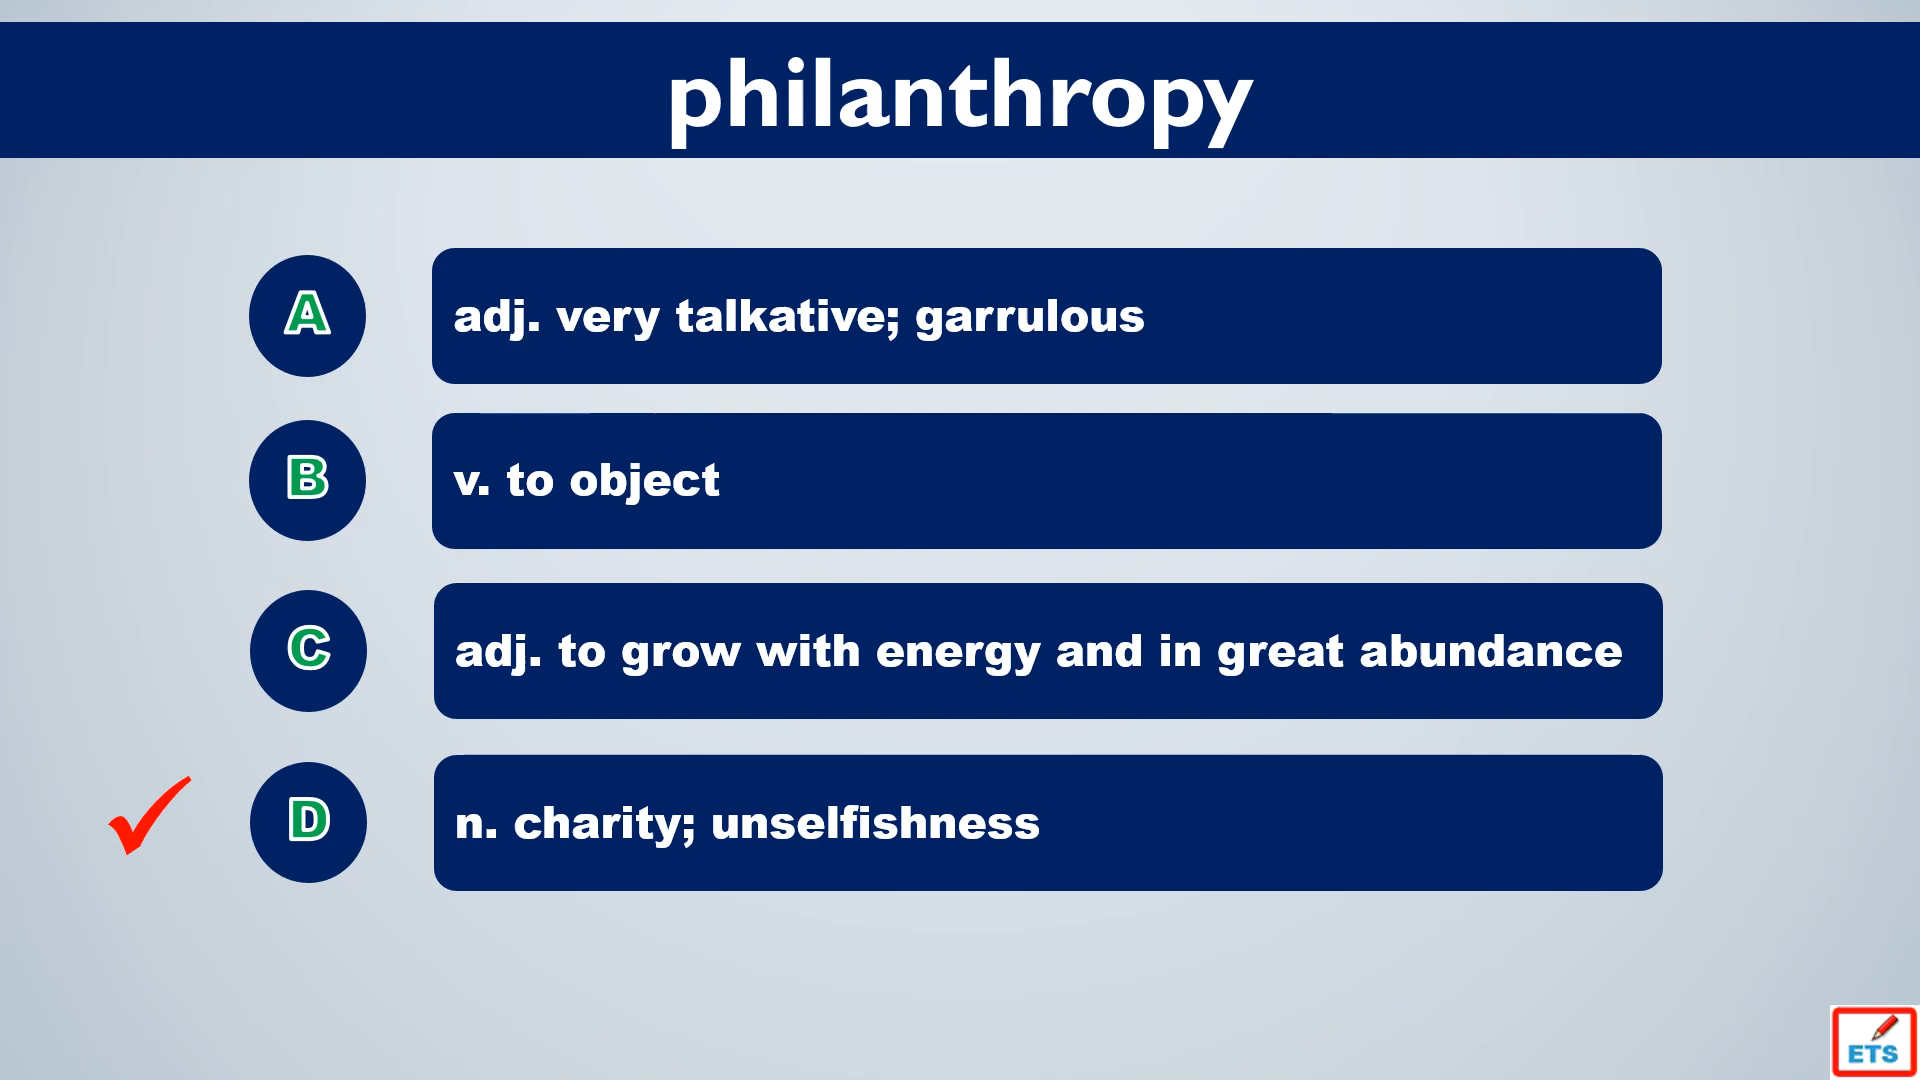 philanthropy
A
adj. very talkative; garrulous
B
v. to object
C
adj. to grow with energy and in great abundance
D
n. charity; unselfishness
ETS